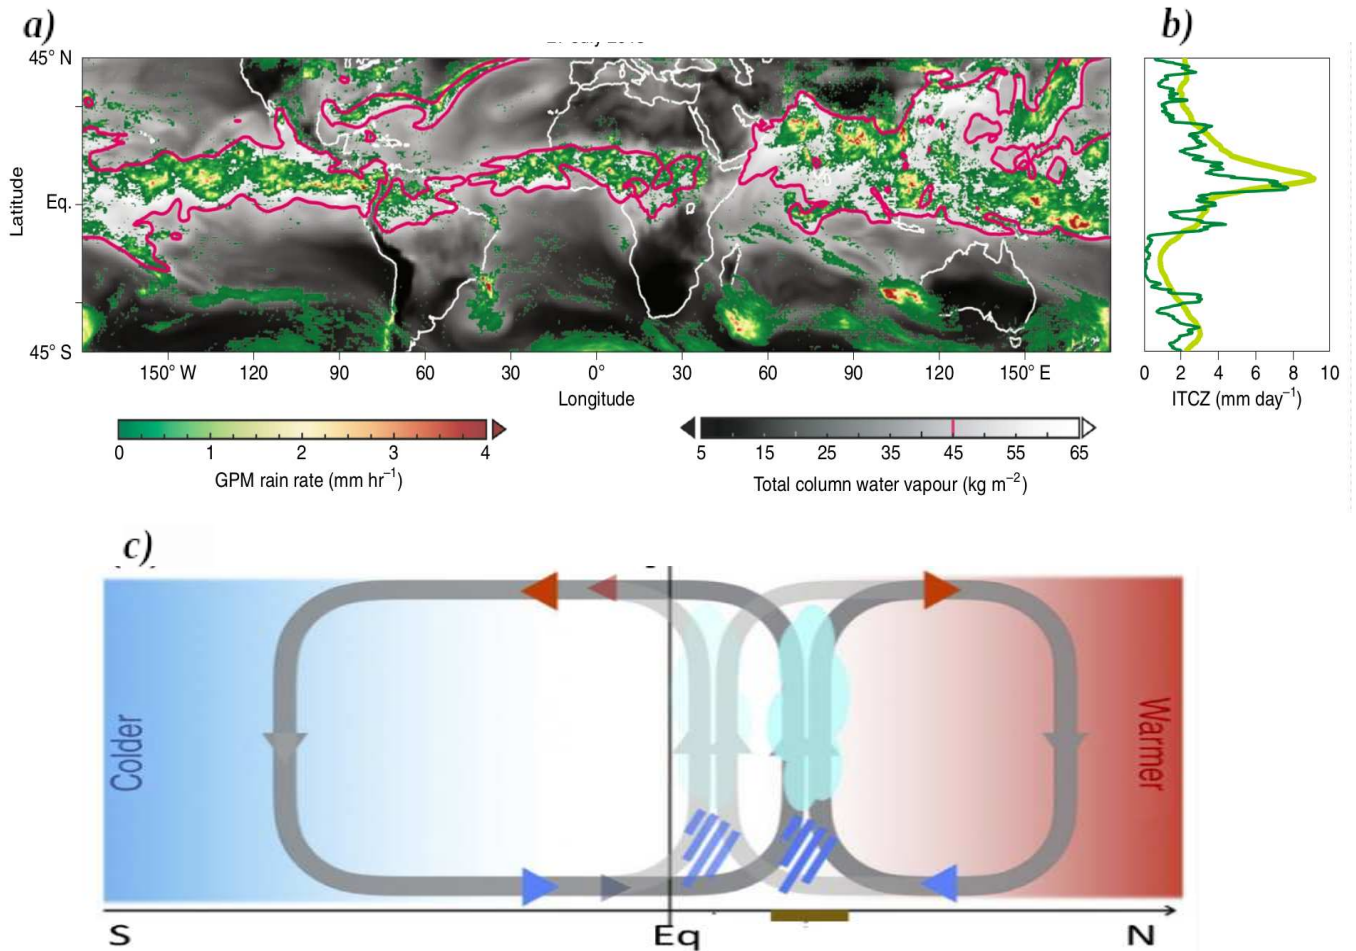 a)
b)
45° N
Eq.
45° S
Latitude
150° W 120 90 60 30 0° 30 60 90 120 150° E
Longitude
0 2 4 6 8 10
ITCZ (mm day⁻¹)
0 1 2 3 4
GPM rain rate (mm hr⁻¹)
5 15 25 35 45 55 65
Total column water vapour (kg m⁻²)
c)
Colder
Warmer
S Eq N